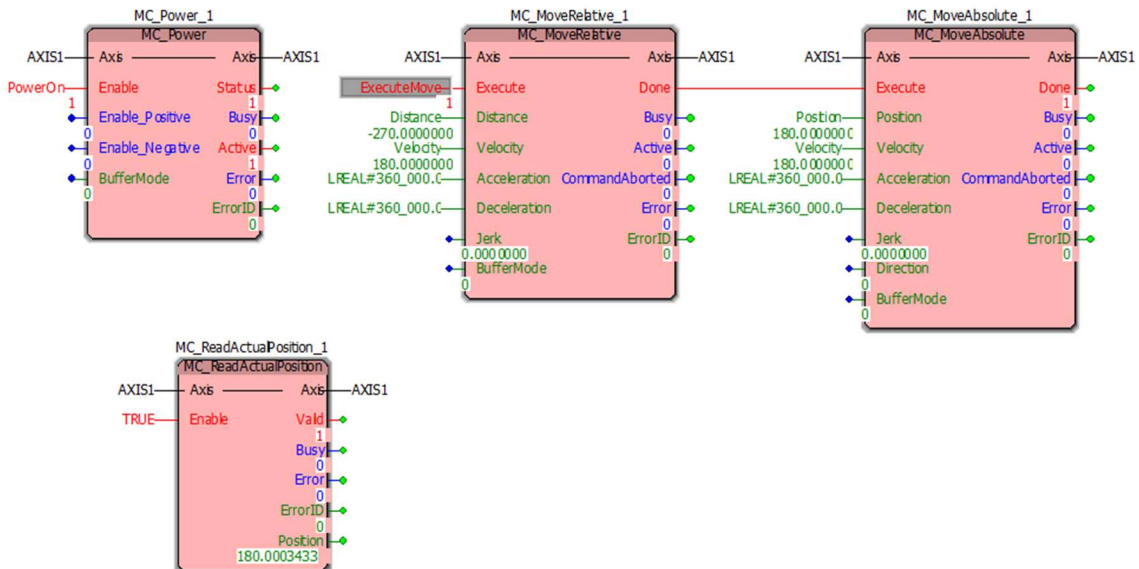 MC_Power_1
MC_Power
AXIS1 Axis Axis AXIS1
PowerOn Enable Status
1 1
Enable_Positive Busy
0 0
Enable_Negative Active
0 1
BufferMode Error
0 0
ErrorID
0
MC_MoveRelative_1
MC_MoveRelative
AXIS1 Axis Axis AXIS1
ExecuteMove Execute Done
1
Distance Distance Busy
-270.0000000 0
Velocity Velocity Active
180.0000000 0
LREAL#360_000.0 Acceleration CommandAborted
0
LREAL#360_000.0 Deceleration Error
0
Jerk ErrorID
0.0000000 0
BufferMode
0
MC_MoveAbsolute_1
MC_MoveAbsolute
AXIS1 Axis Axis AXIS1
Execute Done
1
Position Position Busy
180.0000000 0
Velocity Velocity Active
180.0000000 0
LREAL#360_000.0 Acceleration CommandAborted
0
LREAL#360_000.0 Deceleration Error
0
Jerk ErrorID
0.0000000 0
Direction
0
BufferMode
0
MC_ReadActualPosition_1
MC_ReadActualPosition
AXIS1 Axis Axis AXIS1
TRUE Enable Valid
1
Busy
0
Error
0
ErrorID
0
Position
180.0003433